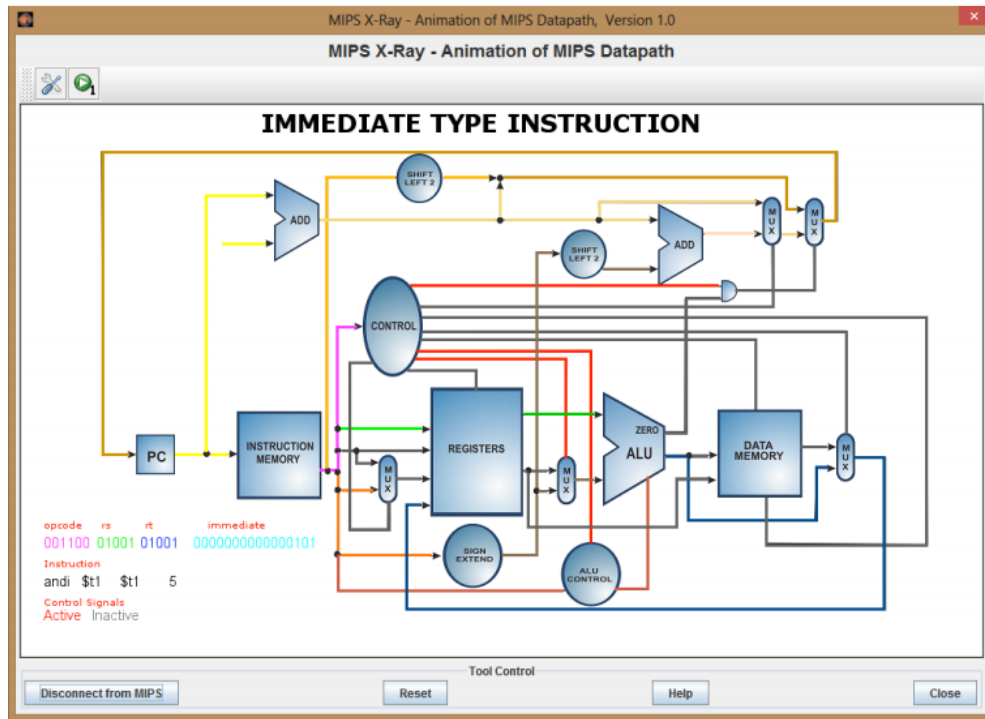 MIPS X-Ray - Animation of MIPS Datapath, Version 1.0
MIPS X-Ray - Animation of MIPS Datapath
1
IMMEDIATE TYPE INSTRUCTION
SHIFT
LEFT 2
ADD
MUX
MUX
SHIFT
LEFT 2
ADD
CONTROL
PC
INSTRUCTION
MEMORY
MUX
REGISTERS
MUX
ZERO
ALU
DATA
MEMORY
MUX
SIGN
EXTEND
ALU
CONTROL
opcode rs rt immediate
001100 01001 01001 0000000000000101
Instruction
andi $t1 $t1 5
Control Signals
Active Inactive
Tool Control
Disconnect from MIPS
Reset
Help
Close